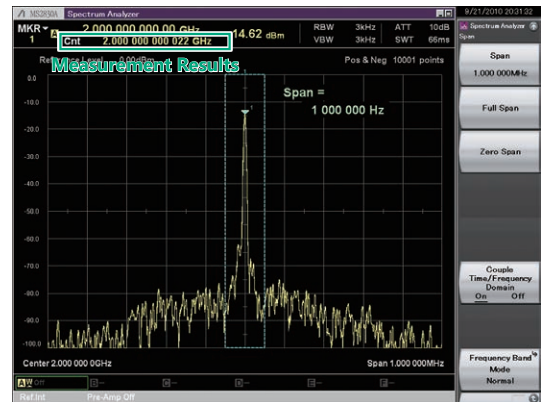 MS2830A Spectrum Analyzer
9/21/2010 20:31:32
MKR 1 2.000 000 000 00 GHz -14.62 dBm
Cnt 2.000 000 000 022 GHz
RBW 3kHz ATT 10dB
VBW 3kHz SWT 66ms
Reference Level 0.00dBm Pos & Neg 10001 points
Measurement Results
Span =
1 000 000 Hz
0.0
-10.0
-20.0
-30.0
-40.0
-50.0
-60.0
-70.0
-80.0
-90.0
-100.0
1
Center 2.000 000 0GHz Span 1.000 000MHz
A W Off B-- C-- D-- E-- F--
Ref.Int Pre-Amp Off
Spectrum Analyzer
Span
Span
1.000 000MHz
Full Span
Zero Span
Couple
Time/Frequency
Domain
On Off
Frequency Band
Mode
Normal